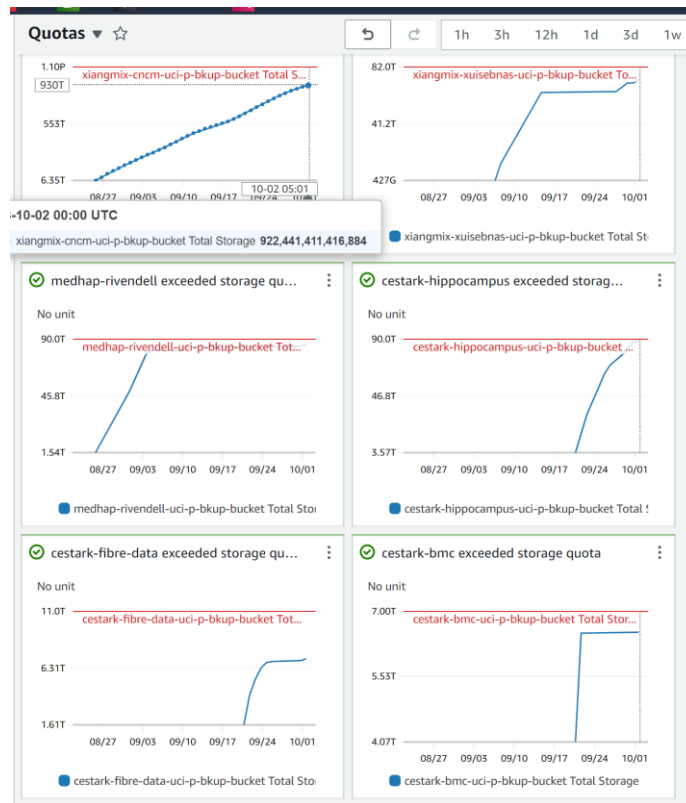 Quotas
1h 3h 12h 1d 3d 1w
1.10P
xiangmix-cncm-uci-p-bkup-bucket Total S...
930T
553T
6.35T
08/27 09/03 09/10 09/17 09/24 10/01
10-02 05:01
-10-02 00:00 UTC
xiangmix-cncm-uci-p-bkup-bucket Total Storage 922,441,411,416,884
82.0T
xiangmix-xuisebnas-uci-p-bkup-bucket To...
41.2T
427G
08/27 09/03 09/10 09/17 09/24 10/01
xiangmix-xuisebnas-uci-p-bkup-bucket Total St
medhap-rivendell exceeded storage qu...
No unit
90.0T
medhap-rivendell-uci-p-bkup-bucket Tot...
45.8T
1.54T
08/27 09/03 09/10 09/17 09/24 10/01
medhap-rivendell-uci-p-bkup-bucket Total Stor
cestark-hippocampus exceeded storag...
No unit
90.0T
cestark-hippocampus-uci-p-bkup-bucket ...
46.8T
3.57T
08/27 09/03 09/10 09/17 09/24 10/01
cestark-hippocampus-uci-p-bkup-bucket Total S
cestark-fibre-data exceeded storage qu...
No unit
11.0T
cestark-fibre-data-uci-p-bkup-bucket Tot...
6.31T
1.61T
08/27 09/03 09/10 09/17 09/24 10/01
cestark-fibre-data-uci-p-bkup-bucket Total Stor
cestark-bmc exceeded storage quota
No unit
7.00T
cestark-bmc-uci-p-bkup-bucket Total Stor...
5.53T
4.07T
08/27 09/03 09/10 09/17 09/24 10/01
cestark-bmc-uci-p-bkup-bucket Total Storage